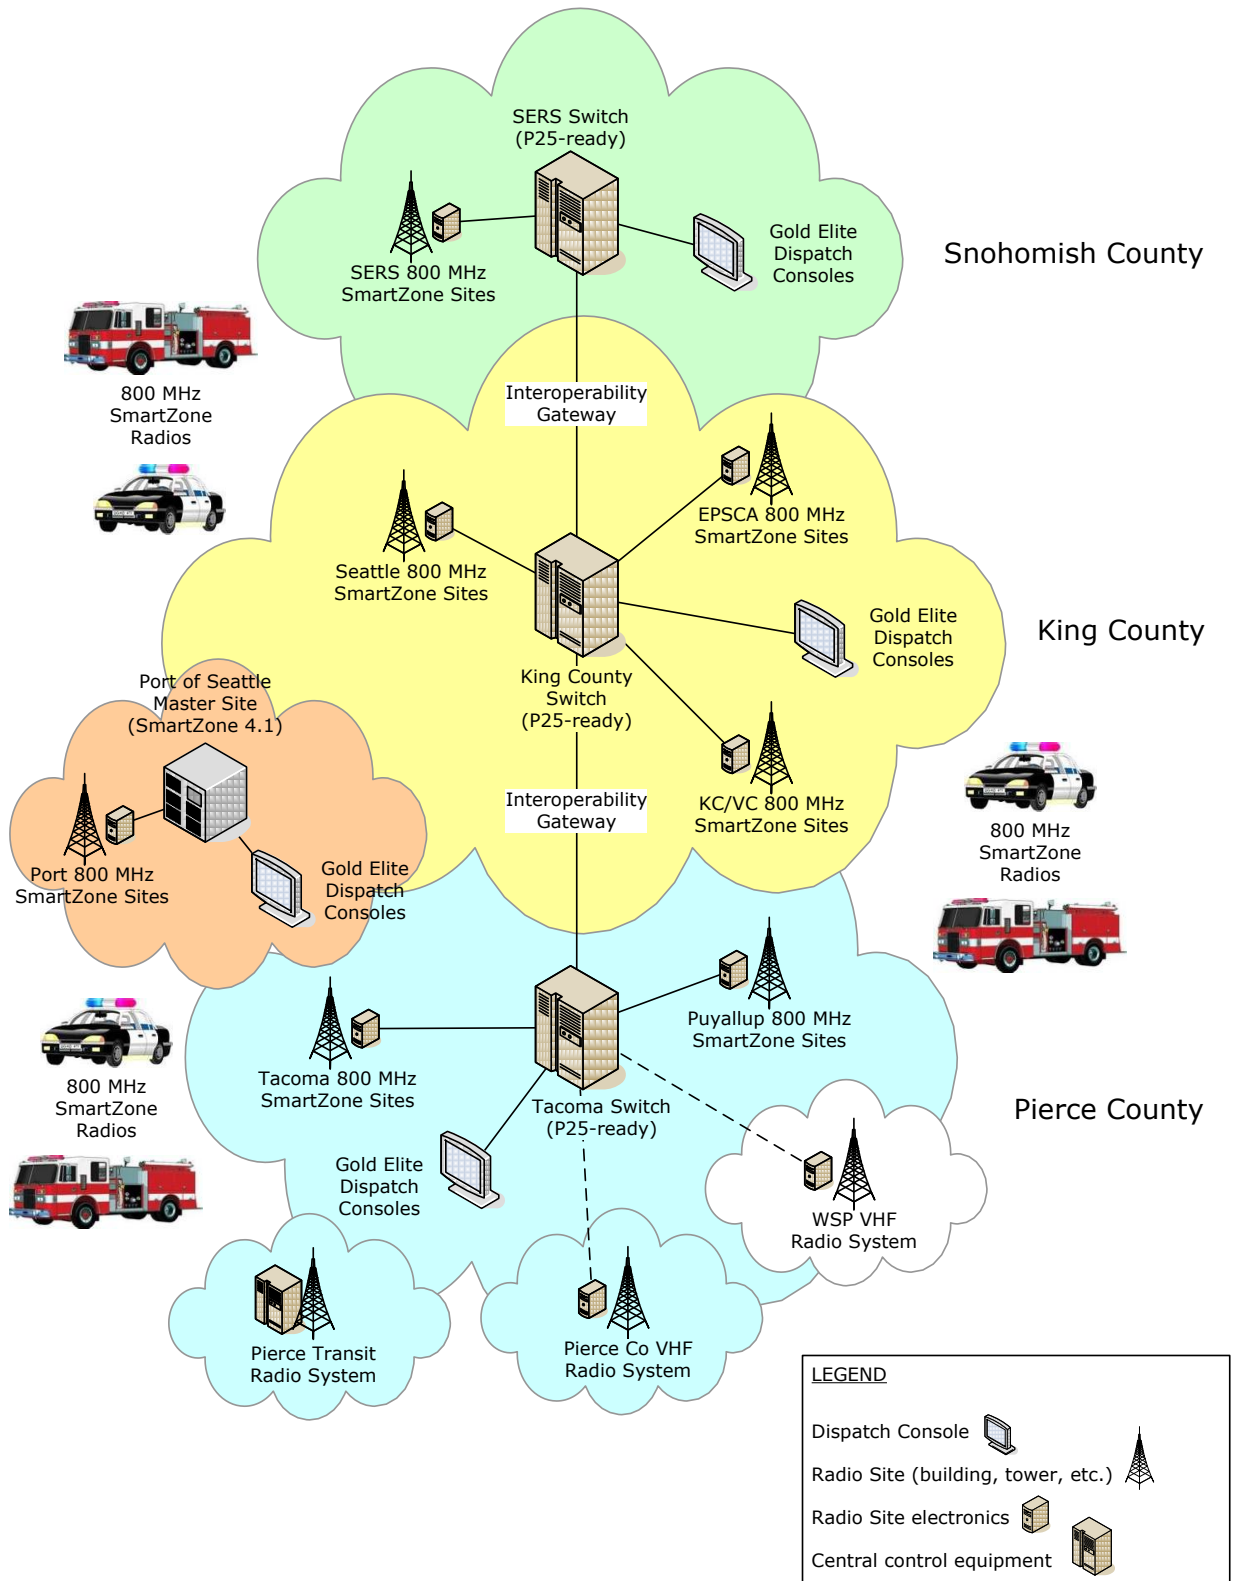 SERS Switch
(P25-ready)
SERS 800 MHz
SmartZone Sites
Gold Elite
Dispatch
Consoles
Snohomish County
800 MHz
SmartZone
Radios
Interoperability
Gateway
EPSCA 800 MHz
SmartZone Sites
Seattle 800 MHz
SmartZone Sites
Gold Elite
Dispatch
Consoles
King County
King County
Switch
(P25-ready)
Port of Seattle
Master Site
(SmartZone 4.1)
Interoperability
Gateway
KC/VC 800 MHz
SmartZone Sites
800 MHz
SmartZone
Radios
Port 800 MHz
SmartZone Sites
Gold Elite
Dispatch
Consoles
Puyallup 800 MHz
SmartZone Sites
Tacoma 800 MHz
SmartZone Sites
800 MHz
SmartZone
Radios
Tacoma Switch
(P25-ready)
Pierce County
Gold Elite
Dispatch
Consoles
WSP VHF
Radio System
Pierce Transit
Radio System
Pierce Co VHF
Radio System
LEGEND
Dispatch Console
Radio Site (building, tower, etc.)
Radio Site electronics
Central control equipment